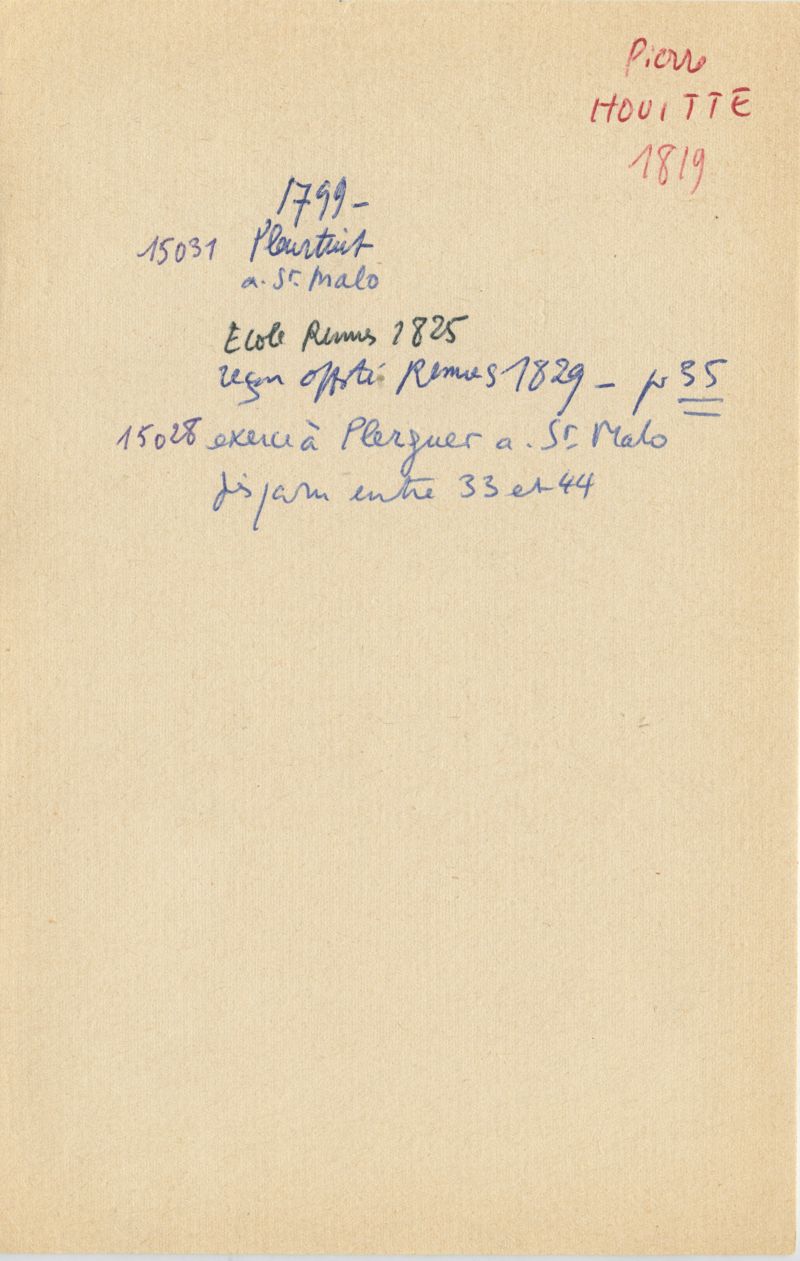 Pierre
HOUITTE
1819
1799 -
15031 Pleurtuit
a. St. Malo
Ecole Rennes 1825
reçu Rennes 1829 - pr 35
15028 exerce à Plerguer a. St. Malo
disparu entre 33 et 44